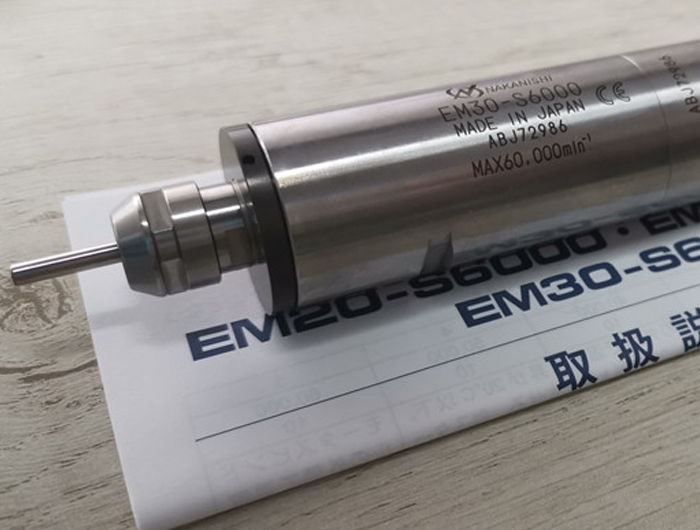 NAKANISHI
EM30-S6000 CE
MADE IN JAPAN
ABJ72986
MAX60,000min⁻¹
ABJ72986
EM20-S6000・EM
EM30-S6
取扱説